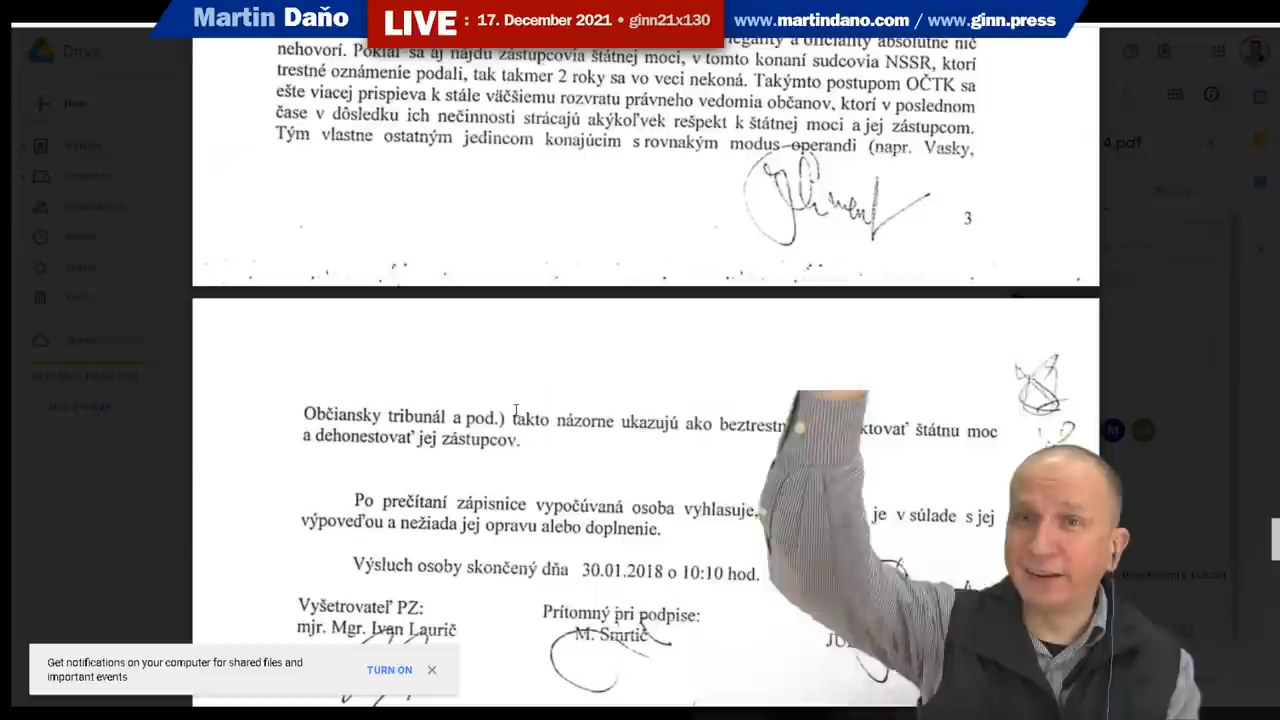 Martin Daňo
LIVE : 17. December 2021 • ginn21x130
www.martindano.com / www.ginn.press
eleganty a oficianty absolútne nič
nehovorí. Pokiaľ sa aj nájdu zástupcovia štátnej moci, v tomto konaní sudcovia NSSR, ktorí
trestné oznámenie podali, tak takmer 2 roky sa vo veci nekoná. Takýmto postupom OČTK sa
ešte viacej prispieva k stále väčšiemu rozvratu právneho vedomia občanov, ktorí v poslednom
čase v dôsledku ich nečinnosti strácajú akýkoľvek rešpekt k štátnej moci a jej zástupcom.
Tým vlastne ostatným jedincom konajúcim s rovnakým modus operandi (napr. Vasky,
3
Občiansky tribunál a pod.) takto názorne ukazujú ako beztrestn ktovať štátnu moc
a dehonestovať jej zástupcov.
Po prečítaní zápisnice vypočúvaná osoba vyhlasuje, je v súlade s jej
výpoveďou a nežiada jej opravu alebo doplnenie.
Výsluch osoby skončený dňa 30.01.2018 o 10:10 hod.
Vyšetrovateľ PZ:
mjr. Mgr. Ivan Laurič
Prítomný pri podpise:
M. Smrtič
4.pdf
Get notifications on your computer for shared files and
important events
TURN ON